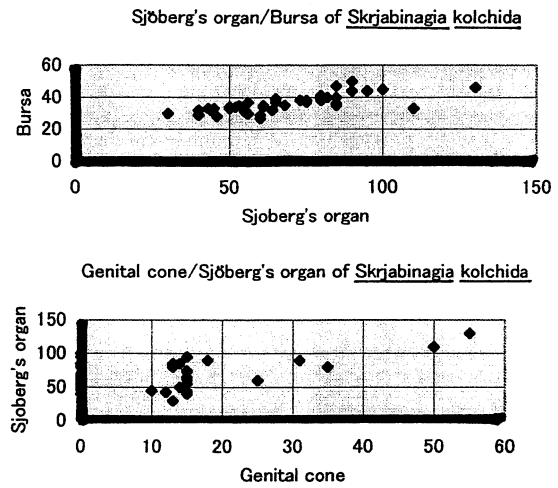 Sjöberg's organ/Bursa of Skrjabinagia kolchida
Bursa
60
40
20
0
0 50 100 150
Sjoberg's organ
Genital cone/Sjöberg's organ of Skrjabinagia kolchida
Sjoberg's organ
150
100
50
0
0 10 20 30 40 50 60
Genital cone